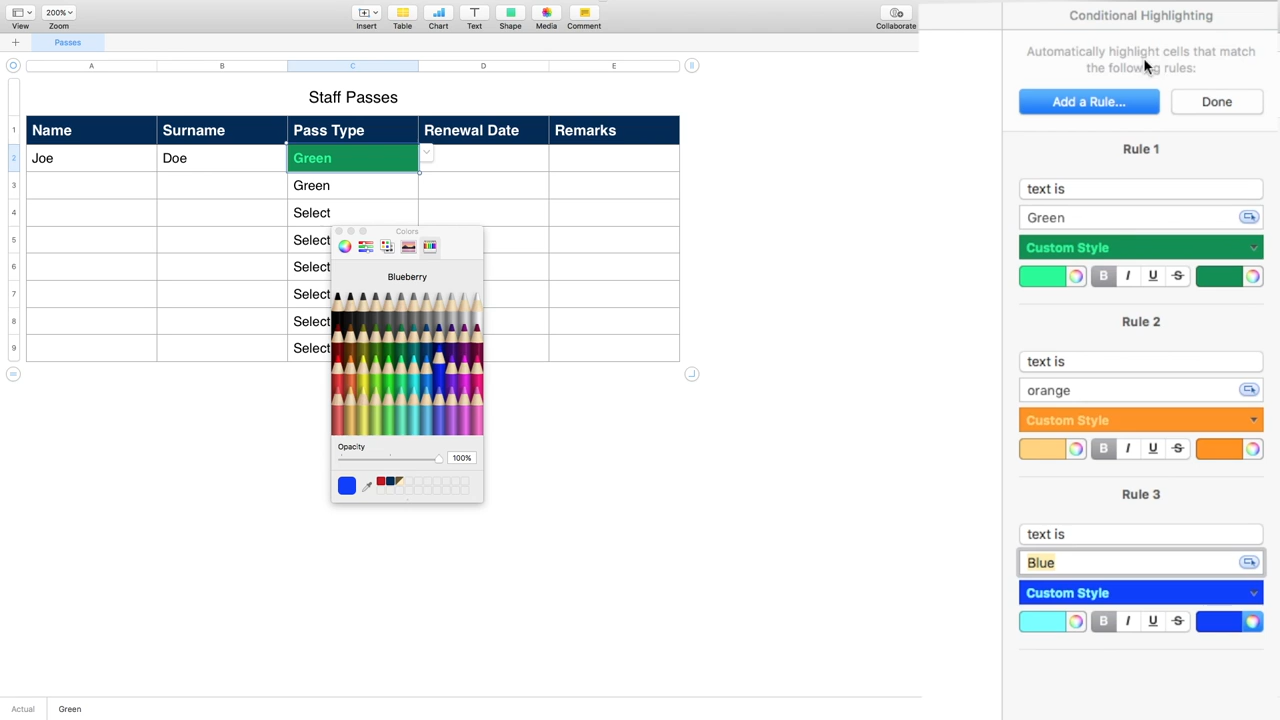 200%
View
Zoom
Insert
Table
Chart
Text
Shape
Media
Comment
Collaborate
Passes
A
B
C
D
E
Staff Passes
1
Name
Surname
Pass Type
Renewal Date
Remarks
2
Joe
Doe
Green
3
Green
4
Select
5
Select
6
Select
7
Select
8
Select
9
Select
Colors
Blueberry
Opacity
100%
Actual
Green
Conditional Highlighting
Automatically highlight cells that match
the following rules:
Add a Rule...
Done
Rule 1
text is
Green
Custom Style
B I U S
Rule 2
text is
orange
Custom Style
B I U S
Rule 3
text is
Blue
Custom Style
B I U S